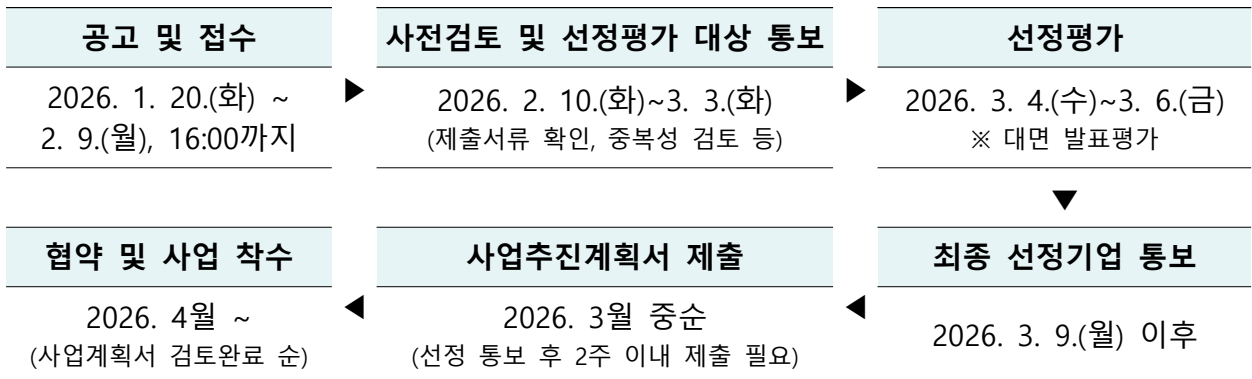 공고 및 접수
2026. 1. 20.(화) ~
2. 9.(월), 16:00까지
▶
사전검토 및 선정평가 대상 통보
2026. 2. 10.(화)~3. 3.(화)
(제출서류 확인, 중복성 검토 등)
▶
선정평가
2026. 3. 4.(수)~3. 6.(금)
※ 대면 발표평가
▼
최종 선정기업 통보
2026. 3. 9.(월) 이후
◀
사업추진계획서 제출
2026. 3월 중순
(선정 통보 후 2주 이내 제출 필요)
◀
협약 및 사업 착수
2026. 4월 ~
(사업계획서 검토완료 순)